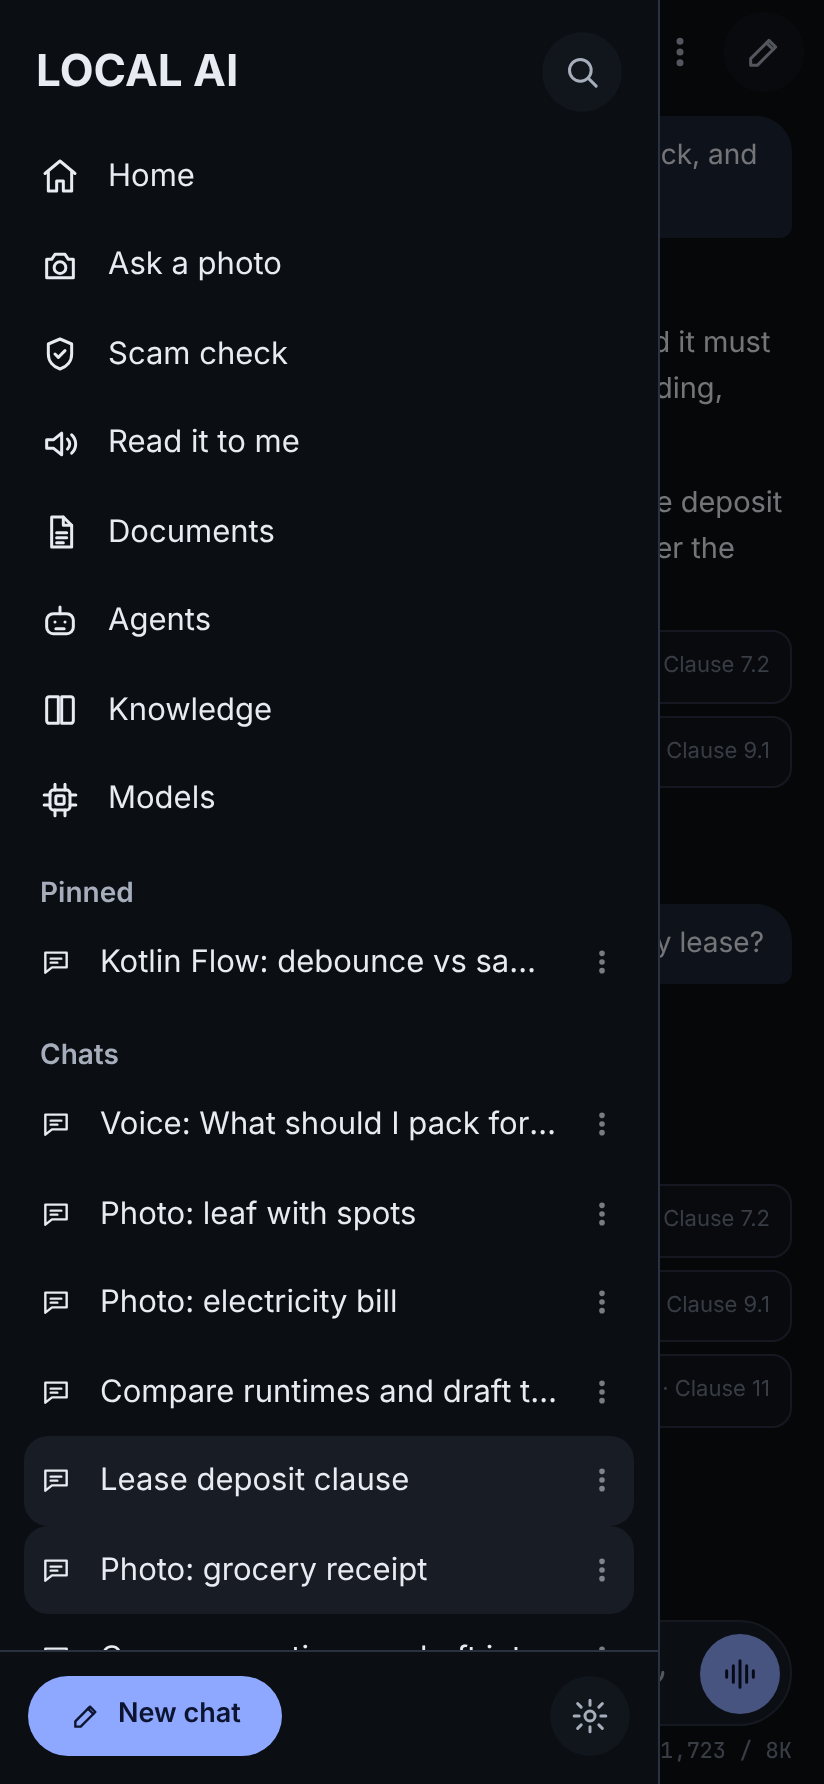 LOCAL AI
Home
Ask a photo
Scam check
Read it to me
Documents
Agents
Knowledge
Models
Pinned
Kotlin Flow: debounce vs sa...
Chats
Voice: What should I pack for...
Photo: leaf with spots
Photo: electricity bill
Compare runtimes and draft t...
Lease deposit clause
Photo: grocery receipt
New chat
ck, and
d it must
ding,
e deposit
er the
Clause 7.2
Clause 9.1
y lease?
Clause 7.2
Clause 9.1
· Clause 11
1,723 / 8K